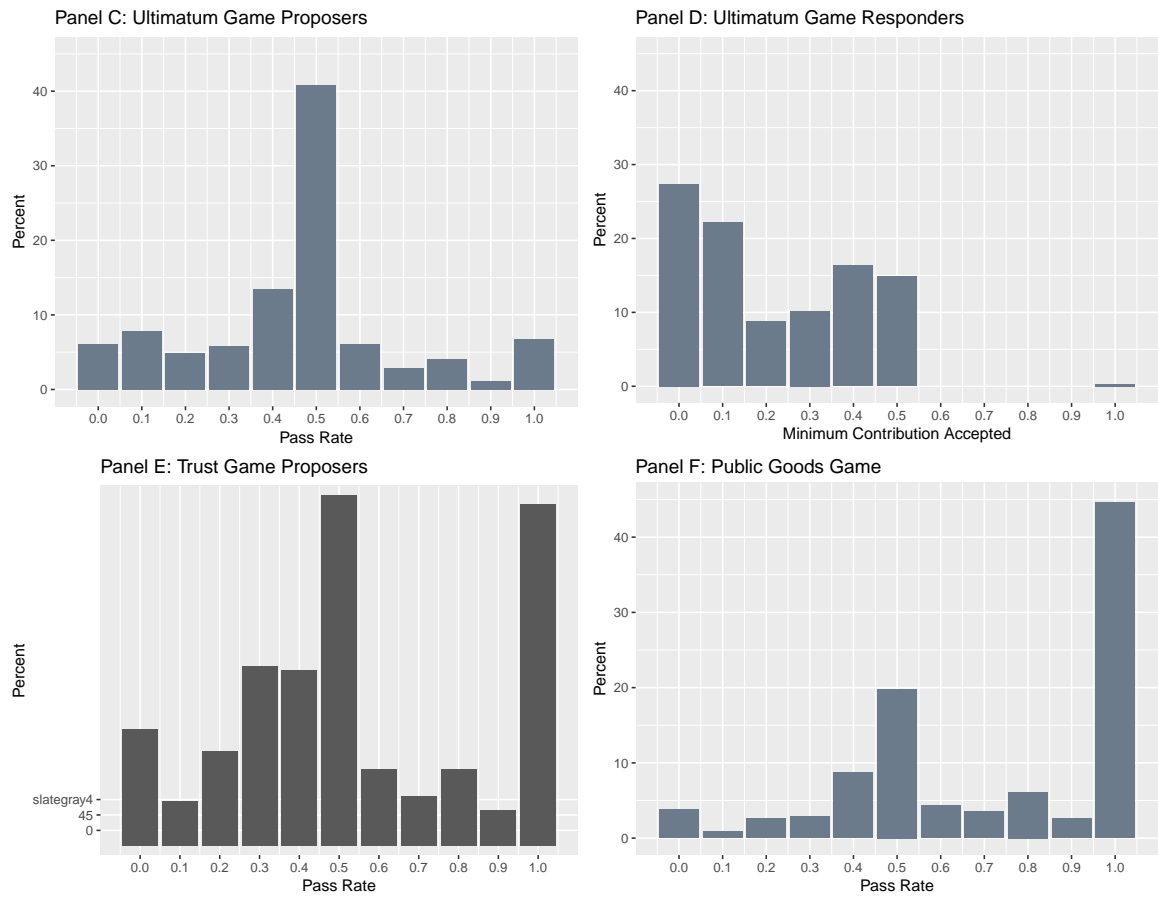 Panel C: Ultimatum Game Proposers
Percent
40
30
20
10
0
0.0 0.1 0.2 0.3 0.4 0.5 0.6 0.7 0.8 0.9 1.0
Pass Rate
Panel D: Ultimatum Game Responders
Percent
40
30
20
10
0
0.0 0.1 0.2 0.3 0.4 0.5 0.6 0.7 0.8 0.9 1.0
Minimum Contribution Accepted
Panel E: Trust Game Proposers
Percent
slategray4
45
0
0.0 0.1 0.2 0.3 0.4 0.5 0.6 0.7 0.8 0.9 1.0
Pass Rate
Panel F: Public Goods Game
Percent
40
30
20
10
0
0.0 0.1 0.2 0.3 0.4 0.5 0.6 0.7 0.8 0.9 1.0
Pass Rate